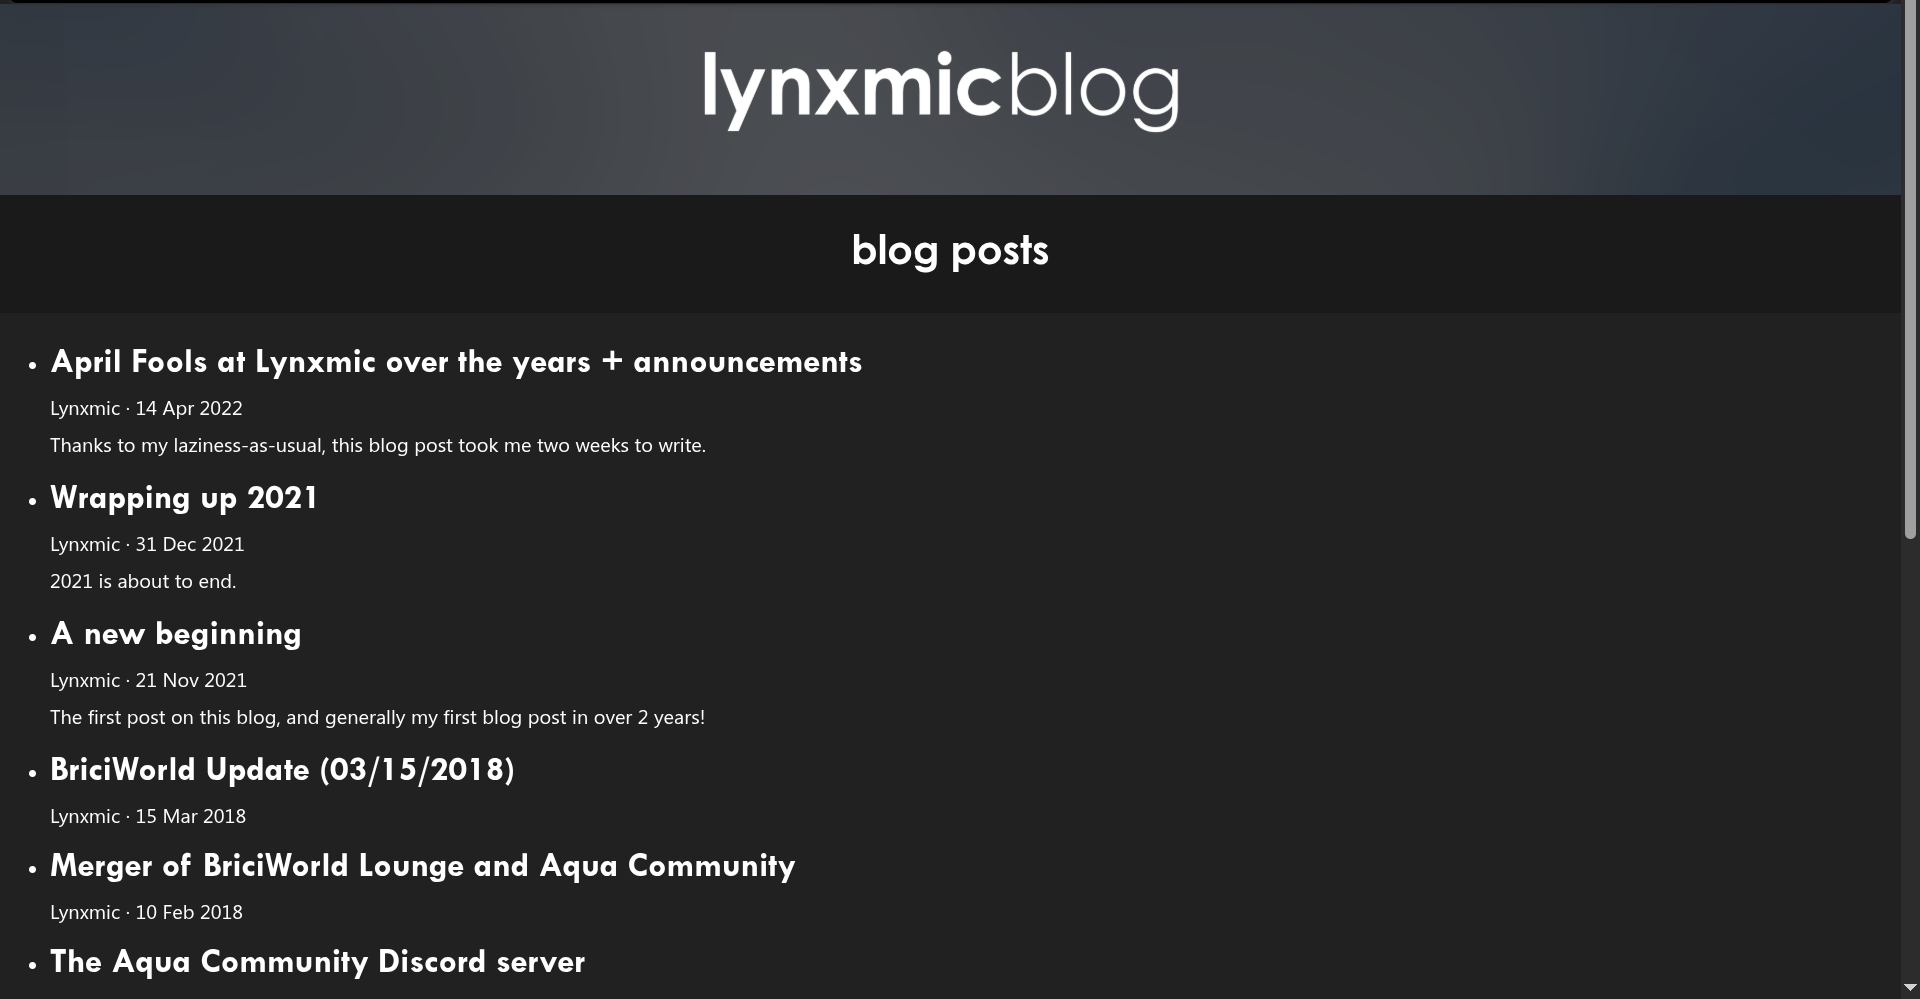 lynxmicblog
blog posts
• April Fools at Lynxmic over the years + announcements
Lynxmic · 14 Apr 2022
Thanks to my laziness-as-usual, this blog post took me two weeks to write.
• Wrapping up 2021
Lynxmic · 31 Dec 2021
2021 is about to end.
• A new beginning
Lynxmic · 21 Nov 2021
The first post on this blog, and generally my first blog post in over 2 years!
• BriciWorld Update (03/15/2018)
Lynxmic · 15 Mar 2018
• Merger of BriciWorld Lounge and Aqua Community
Lynxmic · 10 Feb 2018
• The Aqua Community Discord server